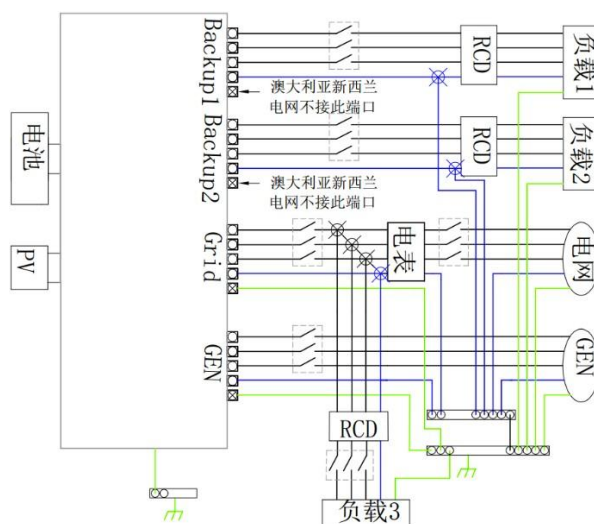 Backup1
RCD
负载1
澳大利亚新西兰
电网不接此端口
电池
Backup2
RCD
负载2
澳大利亚新西兰
电网不接此端口
PV
Grid
电表
电网
GEN
GEN
RCD
负载3